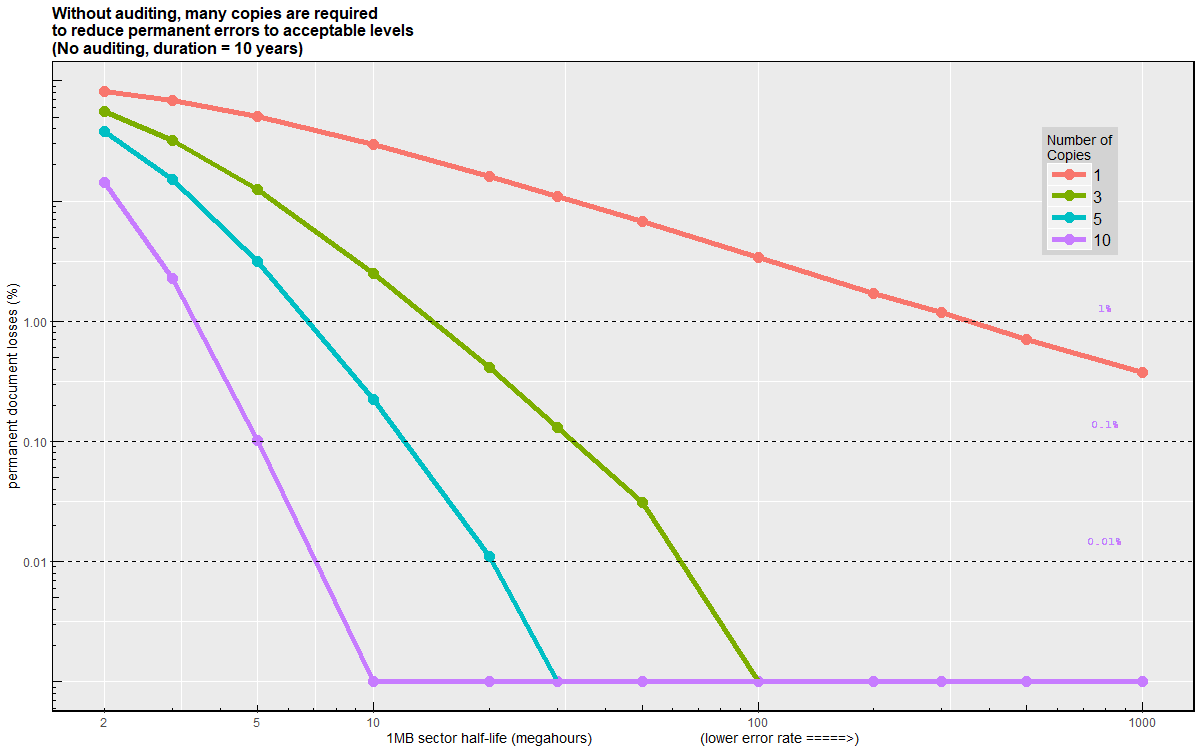 Without auditing, many copies are required
to reduce permanent errors to acceptable levels
(No auditing, duration = 10 years)
Number of
Copies
1
3
5
10
permanent document losses (%)
1.00
0.10
0.01
1%
0.1%
0.01%
2
5
10
100
1000
1MB sector half-life (megahours)
(lower error rate =====>)